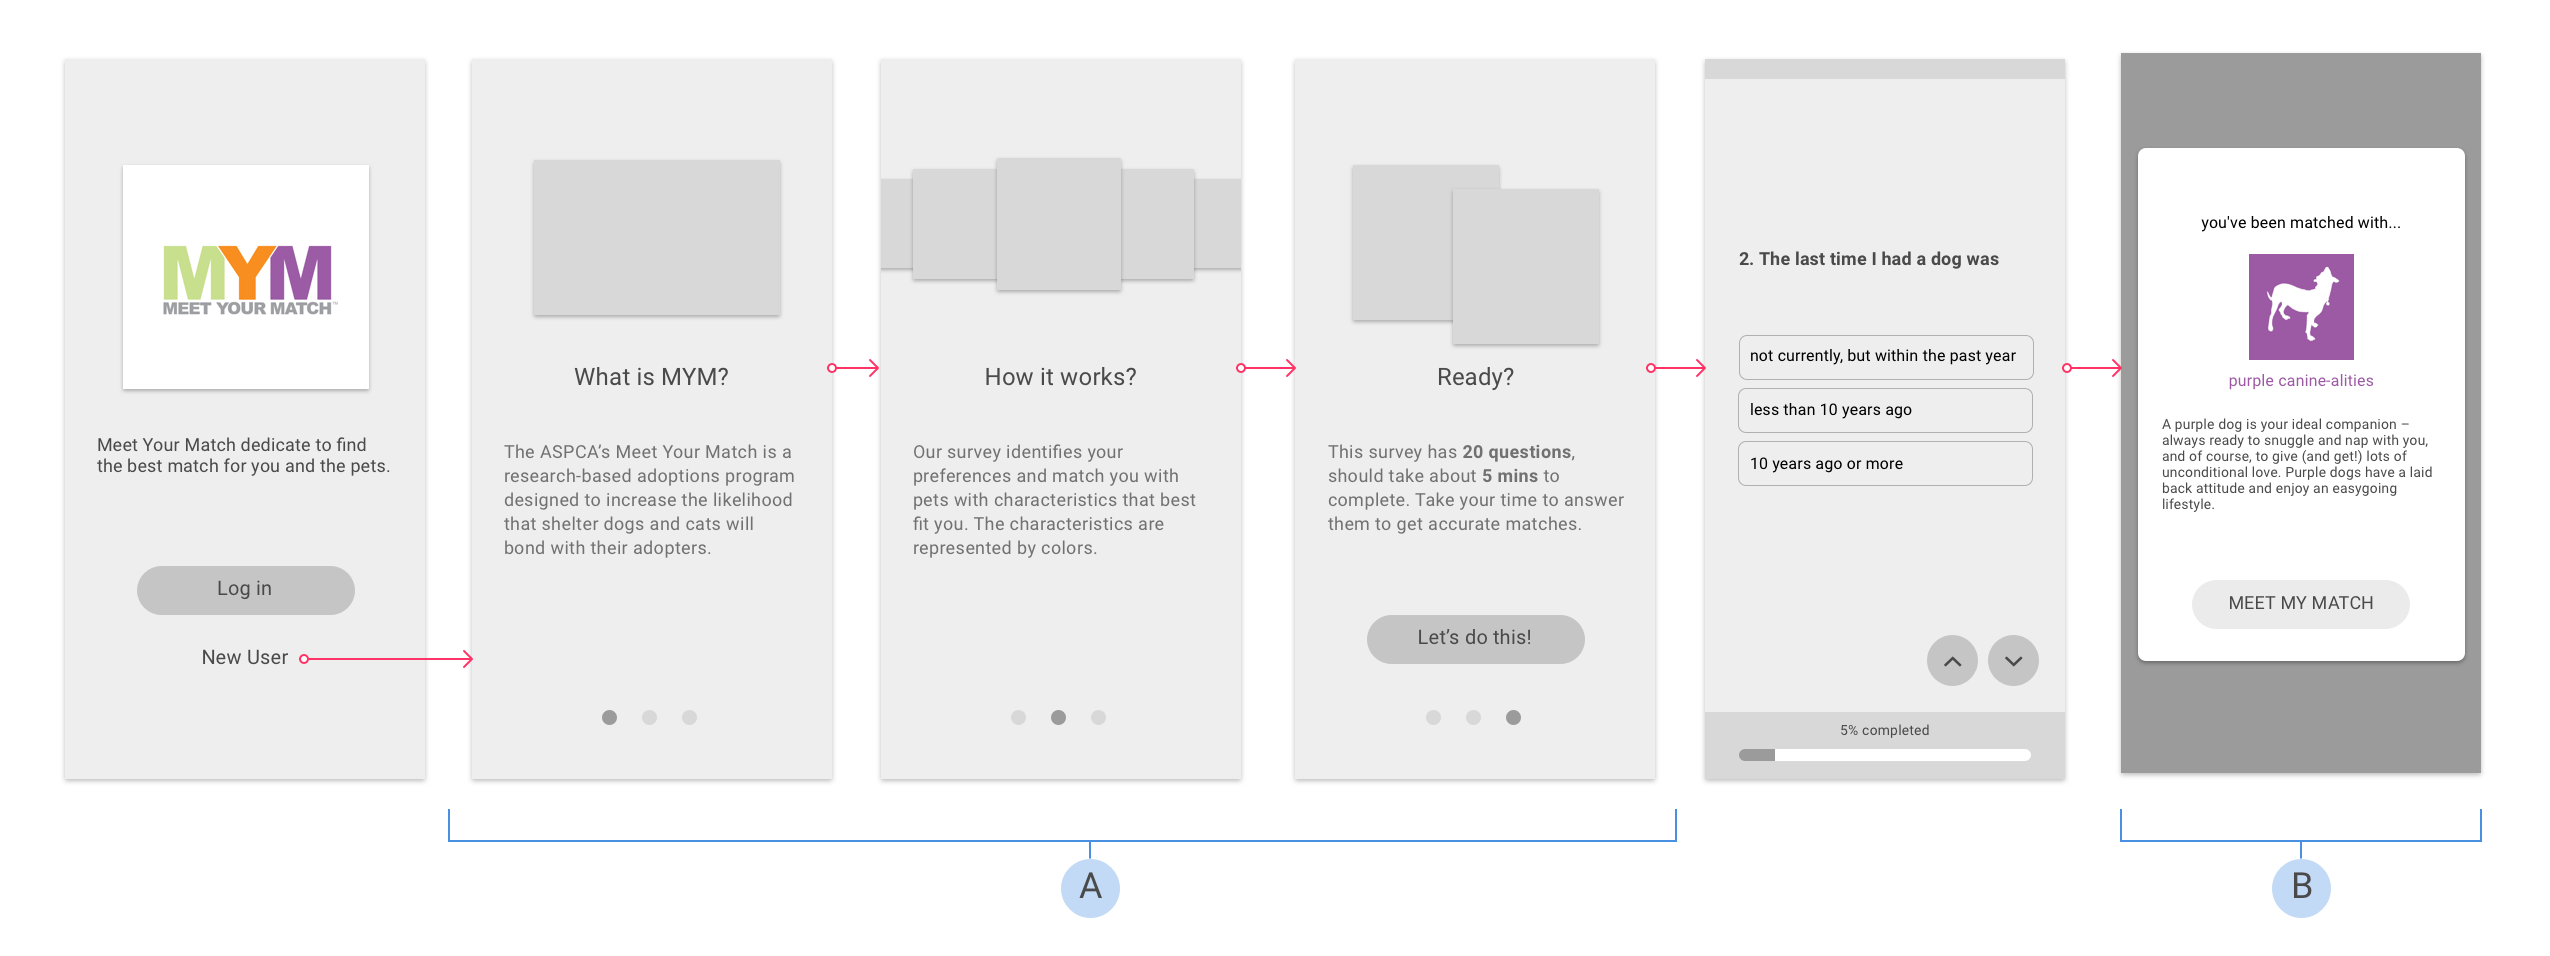 MYM
MEET YOUR MATCH™
Meet Your Match dedicate to find
the best match for you and the pets.
Log in
New User
What is MYM?
The ASPCA’s Meet Your Match is a
research-based adoptions program
designed to increase the likelihood
that shelter dogs and cats will
bond with their adopters.
How it works?
Our survey identifies your
preferences and match you with
pets with characteristics that best
fit you. The characteristics are
represented by colors.
Ready?
This survey has 20 questions,
should take about 5 mins to
complete. Take your time to answer
them to get accurate matches.
Let’s do this!
2. The last time I had a dog was
not currently, but within the past year
less than 10 years ago
10 years ago or more
5% completed
you've been matched with...
purple canine-alities
A purple dog is your ideal companion –
always ready to snuggle and nap with you,
and of course, to give (and get!) lots of
unconditional love. Purple dogs have a laid
back attitude and enjoy an easygoing
lifestyle.
MEET MY MATCH
A
B